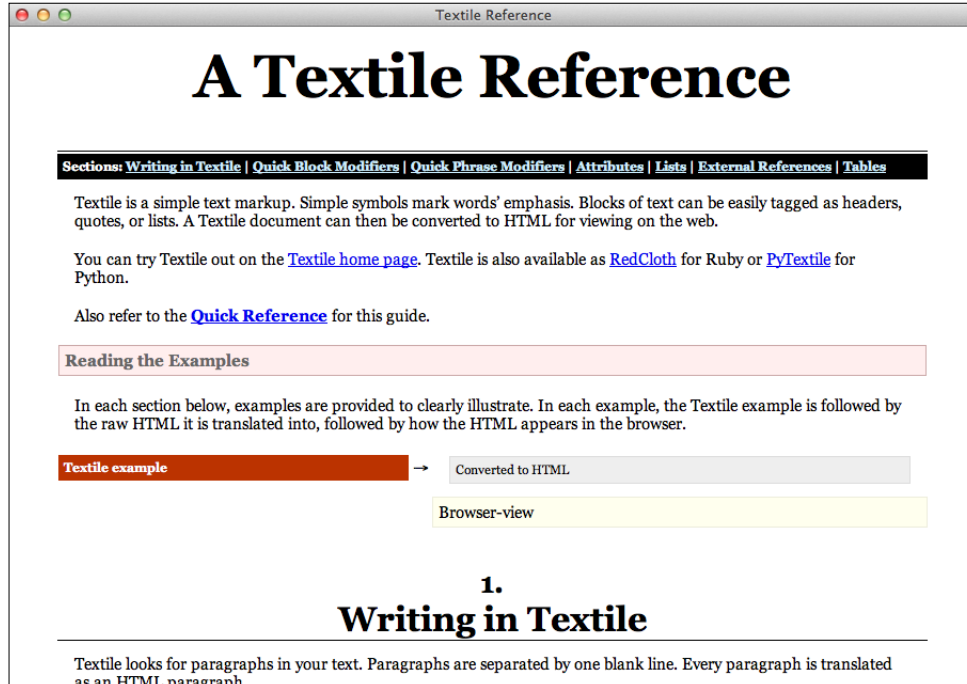 Textile Reference
A Textile Reference
Sections: Writing in Textile | Quick Block Modifiers | Quick Phrase Modifiers | Attributes | Lists | External References | Tables
Textile is a simple text markup. Simple symbols mark words’ emphasis. Blocks of text can be easily tagged as headers,
quotes, or lists. A Textile document can then be converted to HTML for viewing on the web.
You can try Textile out on the Textile home page. Textile is also available as RedCloth for Ruby or PyTextile for
Python.
Also refer to the Quick Reference for this guide.
Reading the Examples
In each section below, examples are provided to clearly illustrate. In each example, the Textile example is followed by
the raw HTML it is translated into, followed by how the HTML appears in the browser.
Textile example → Converted to HTML
Browser-view
1.
Writing in Textile
Textile looks for paragraphs in your text. Paragraphs are separated by one blank line. Every paragraph is translated
as an HTML paragraph.